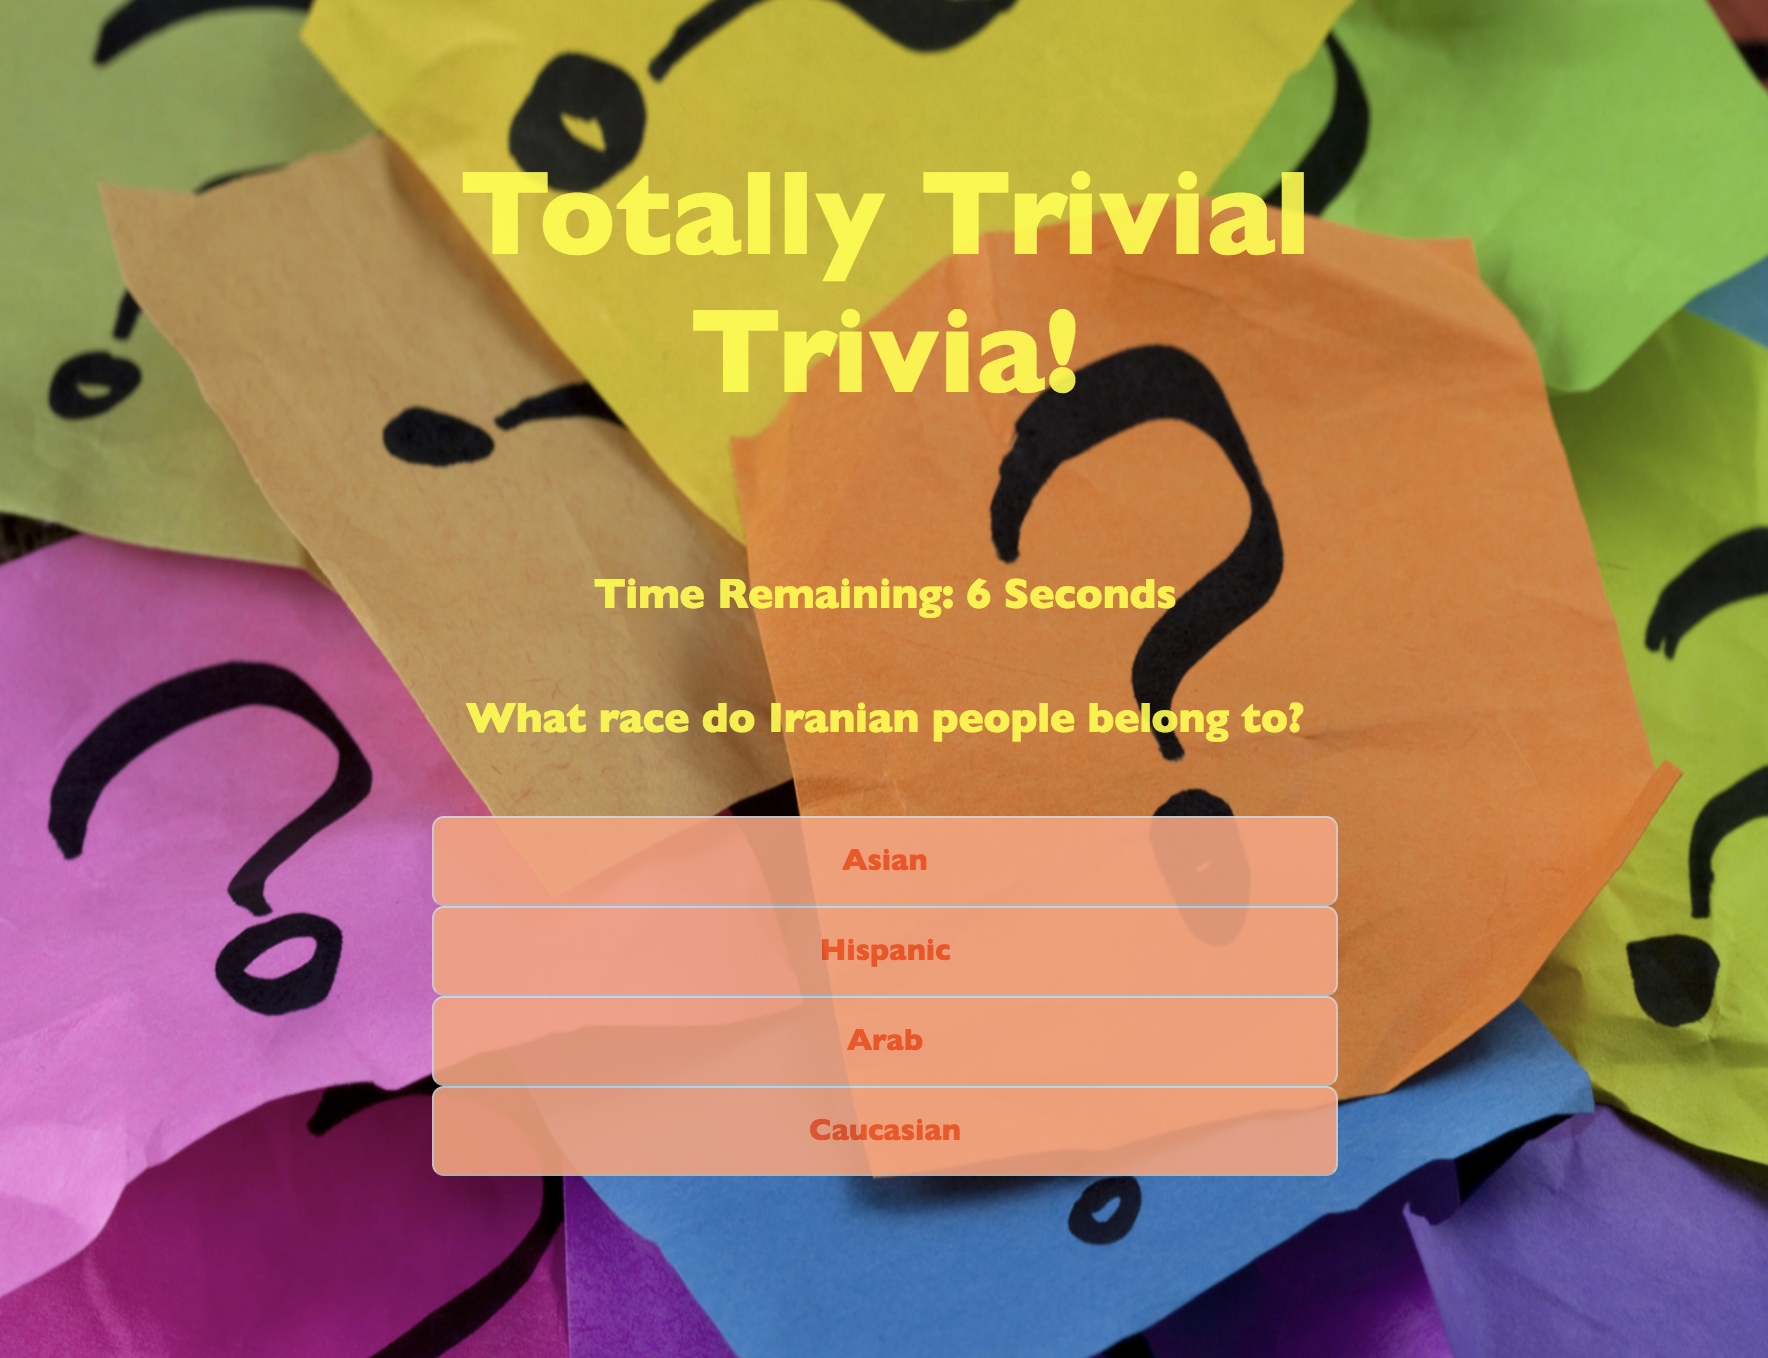 Totally Trivial
Trivia!
Time Remaining: 6 Seconds
What race do Iranian people belong to?
Asian
Hispanic
Arab
Caucasian